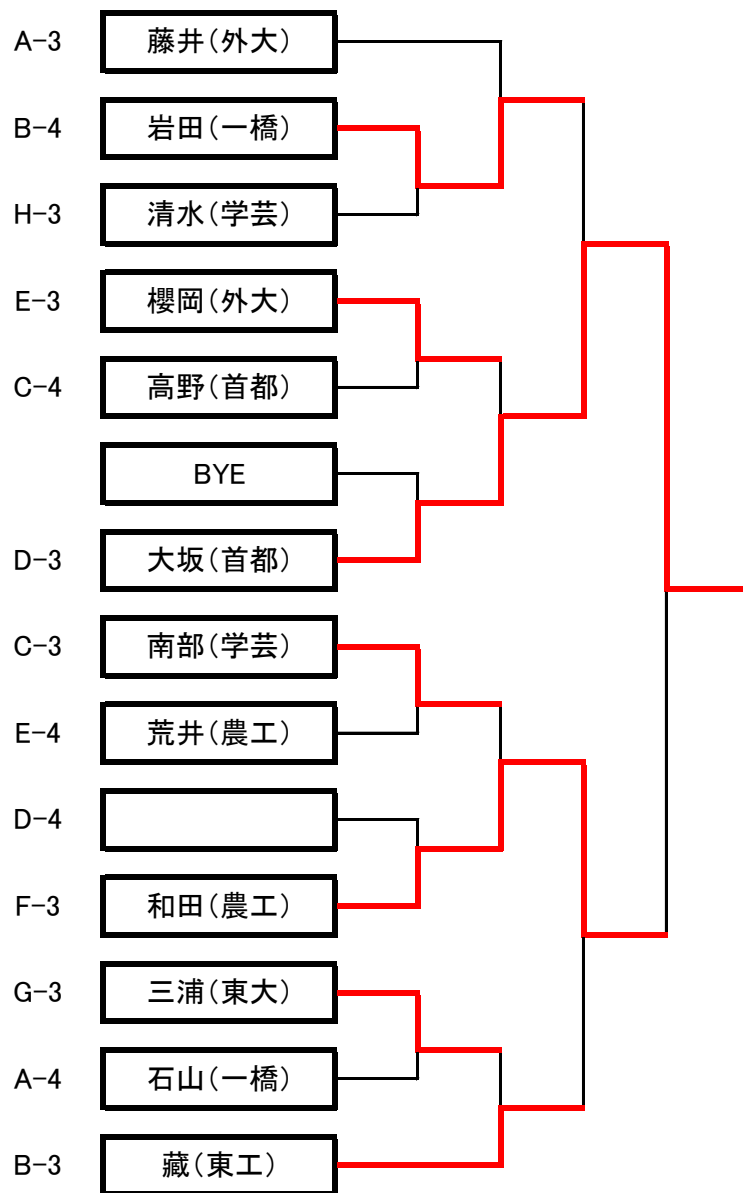 A-3 藤井(外大)
B-4 岩田(一橋)
H-3 清水(学芸)
E-3 櫻岡(外大)
C-4 高野(首都)
BYE
D-3 大坂(首都)
C-3 南部(学芸)
E-4 荒井(農工)
D-4
F-3 和田(農工)
G-3 三浦(東大)
A-4 石山(一橋)
B-3 藏(東工)